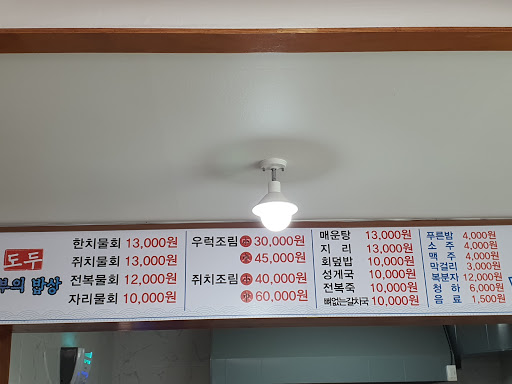 도두
부의 밥상
한치물회 13,000원
쥐치물회 13,000원
전복물회 12,000원
자리물회 10,000원
우럭조림 小 30,000원
大 45,000원
쥐치조림 小 40,000원
中 60,000원
매운탕 13,000원
지리 13,000원
회덮밥 10,000원
성게국 10,000원
전복죽 10,000원
뼈없는갈치국 10,000원
푸른밤 4,000원
소주 4,000원
맥주 4,000원
막걸리 3,000원
복분자 12,000원
청하 6,000원
음료 1,500원